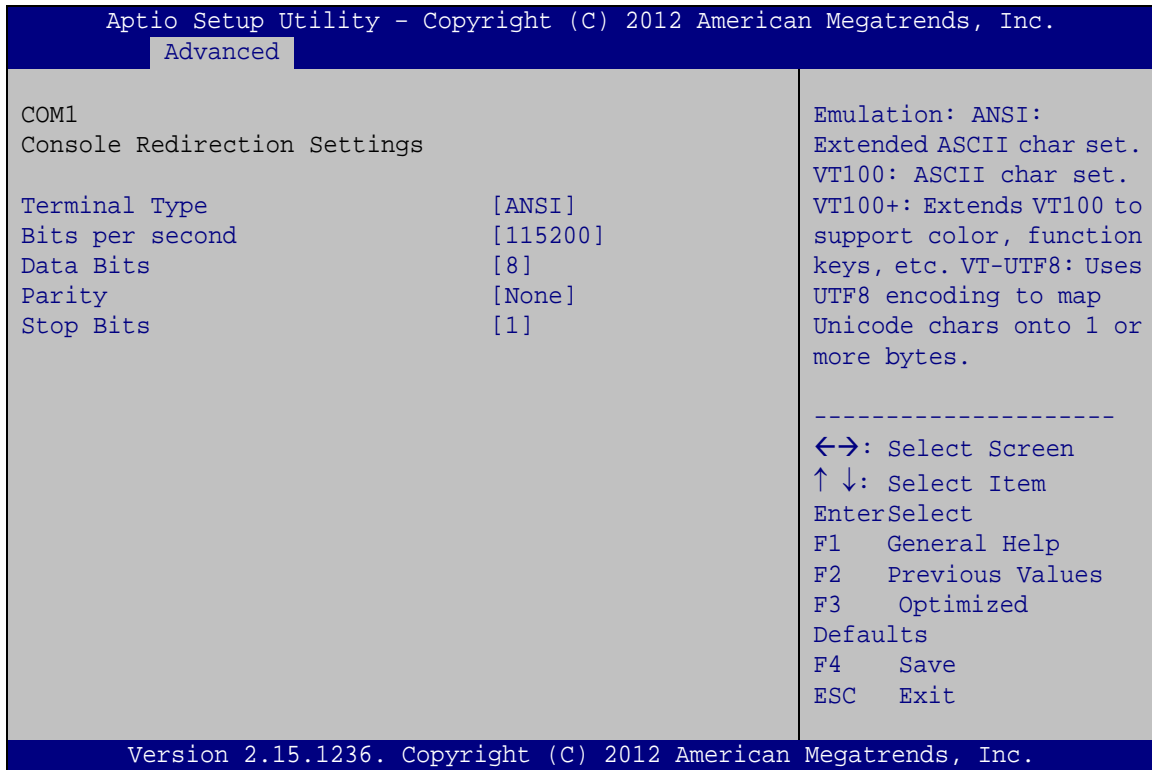 Aptio Setup Utility – Copyright (C) 2012 American Megatrends, Inc.
Advanced
COM1
Console Redirection Settings
Terminal Type [ANSI]
Bits per second [115200]
Data Bits [8]
Parity [None]
Stop Bits [1]
Emulation: ANSI:
Extended ASCII char set.
VT100: ASCII char set.
VT100+: Extends VT100 to
support color, function
keys, etc. VT-UTF8: Uses
UTF8 encoding to map
Unicode chars onto 1 or
more bytes.
---------------------
←→: Select Screen
↑ ↓: Select Item
EnterSelect
F1 General Help
F2 Previous Values
F3 Optimized
Defaults
F4 Save
ESC Exit
Version 2.15.1236. Copyright (C) 2012 American Megatrends, Inc.